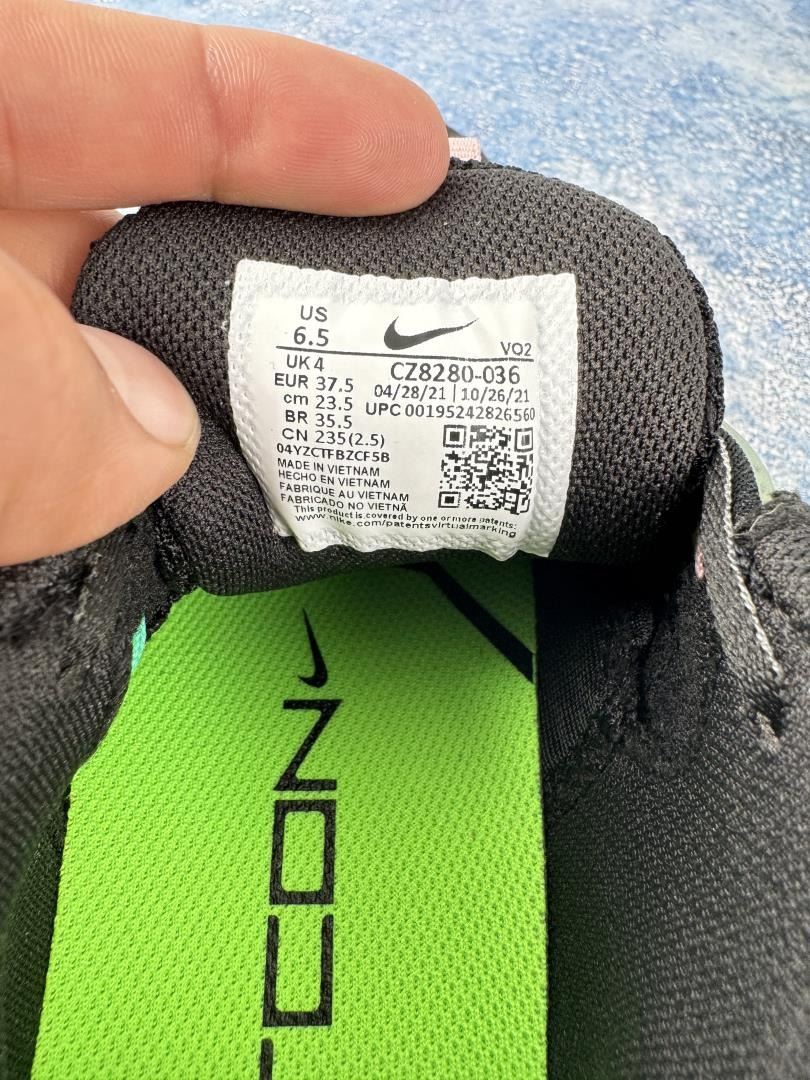 US
6.5
VO2
UK 4
CZ8280-036
EUR 37.5
04/28/21 | 10/26/21
cm 23.5
UPC 00195242826560
BR 35.5
CN 235(2.5)
04YZCTFBZCF5B
MADE IN VIETNAM
HECHO EN VIETNAM
FABRIQUE AU VIETNAM
FABRICADO NO VIETNÃ
This product is covered by one or more patents:
www.nike.com/patentsvirtualmarking
CON